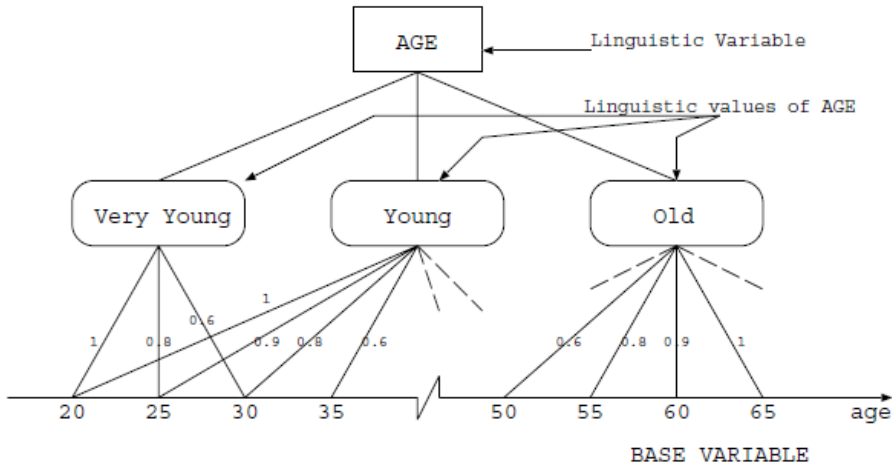 AGE
Linguistic Variable
Linguistic values of AGE
Very Young
Young
Old
1
0.6
1
0.8
0.9
0.8
0.6
0.6
0.8
0.9
1
20
25
30
35
50
55
60
65
age
BASE VARIABLE